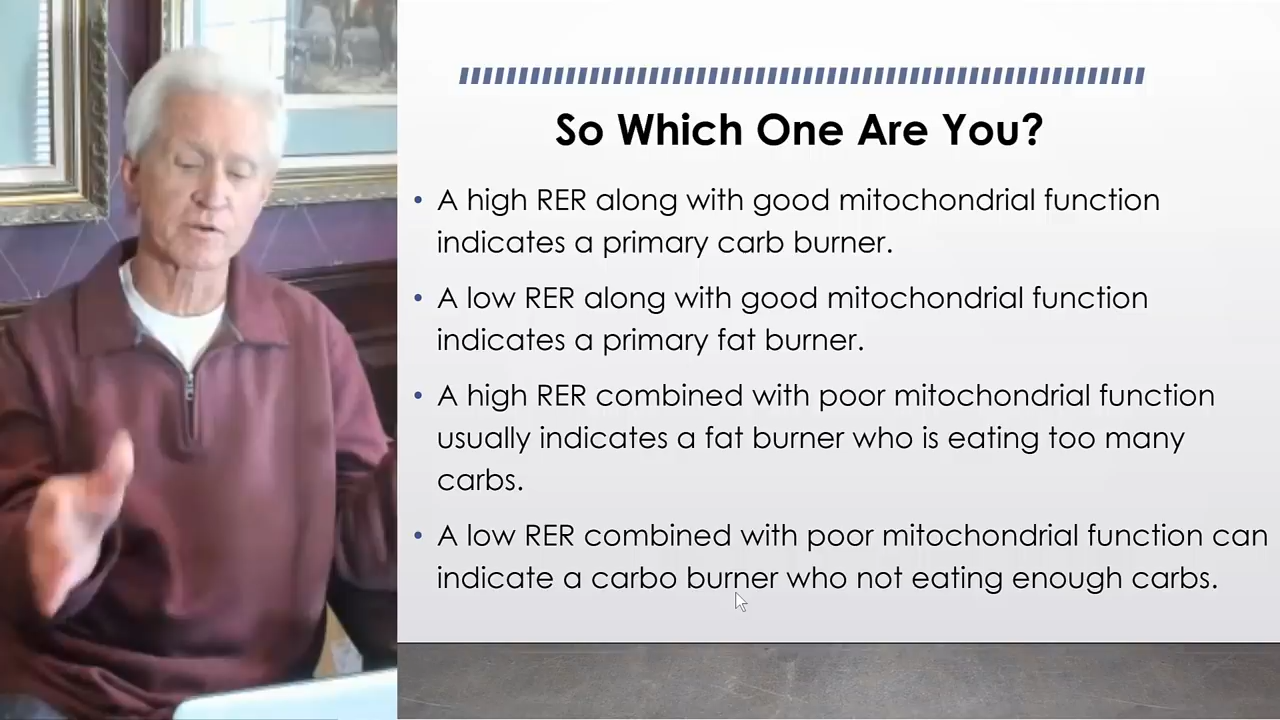 So Which One Are You?
• A high RER along with good mitochondrial function
indicates a primary carb burner.
• A low RER along with good mitochondrial function
indicates a primary fat burner.
• A high RER combined with poor mitochondrial function
usually indicates a fat burner who is eating too many
carbs.
• A low RER combined with poor mitochondrial function can
indicate a carbo burner who not eating enough carbs.